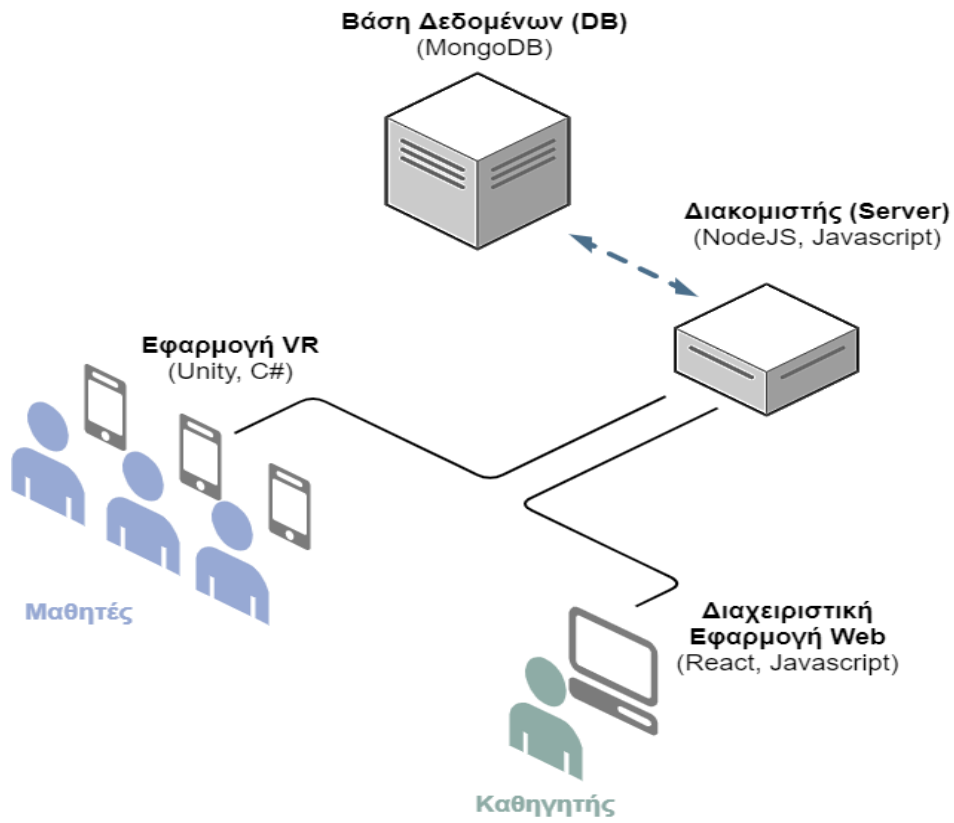 Βάση Δεδομένων (DB)
(MongoDB)
Διακομιστής (Server)
(NodeJS, Javascript)
Εφαρμογή VR
(Unity, C#)
Μαθητές
Διαχειριστική
Εφαρμογή Web
(React, Javascript)
Καθηγητής